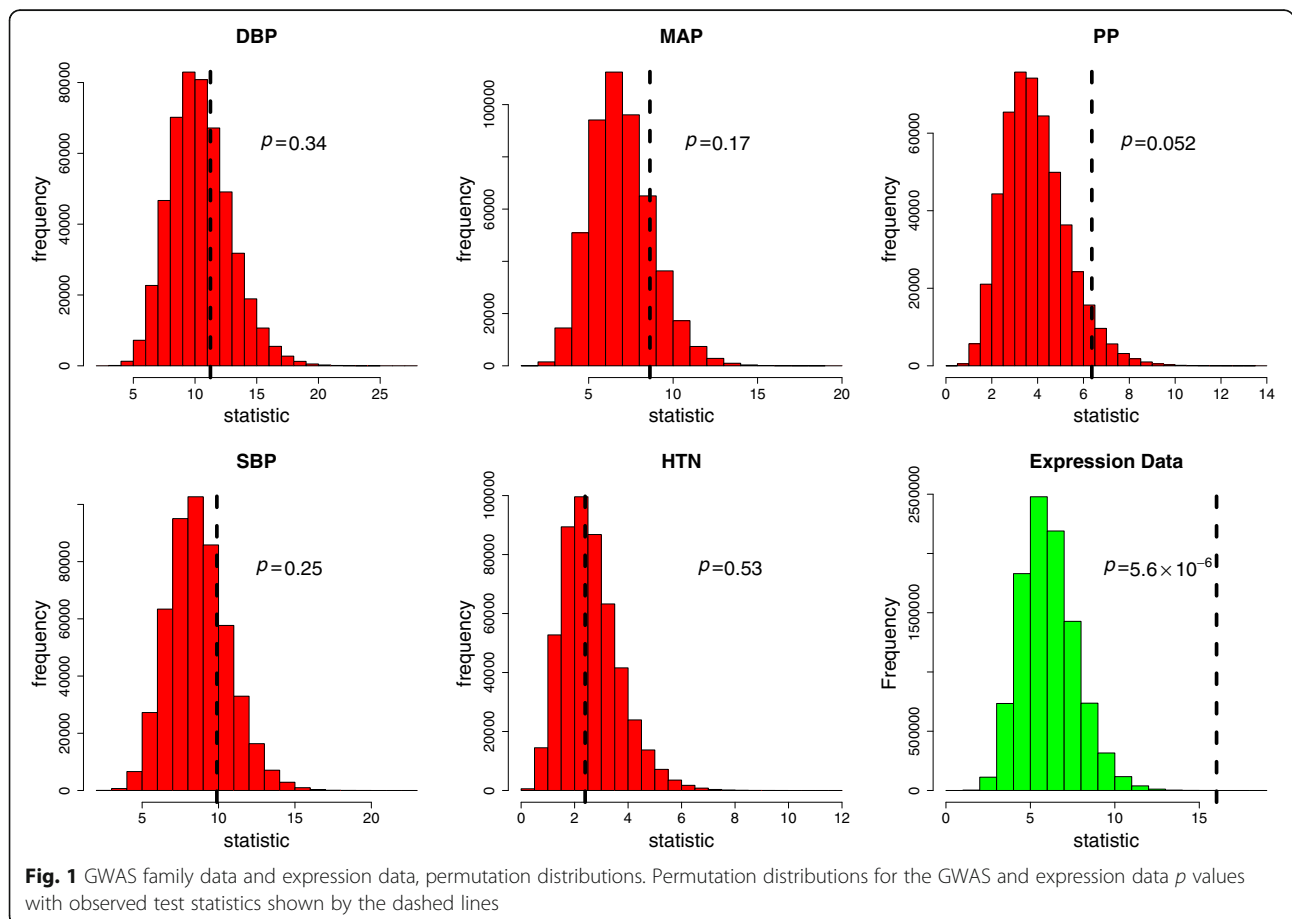 DBP
frequency
0 20000 40000 60000 80000
p=0.34
5 10 15 20 25
statistic
MAP
frequency
0 20000 60000 100000
p=0.17
5 10 15 20
statistic
PP
frequency
0 20000 40000 60000
p=0.052
0 2 4 6 8 10 12 14
statistic
SBP
frequency
0 20000 40000 60000 80000
p=0.25
5 10 15 20
statistic
HTN
frequency
0 20000 40000 60000 80000 100000
p=0.53
0 2 4 6 8 10 12
statistic
Expression Data
Frequency
0 500000 1500000 2500000
p=5.6×10⁻⁶
0 5 10 15
statistic
Fig. 1 GWAS family data and expression data, permutation distributions. Permutation distributions for the GWAS and expression data p values
with observed test statistics shown by the dashed lines